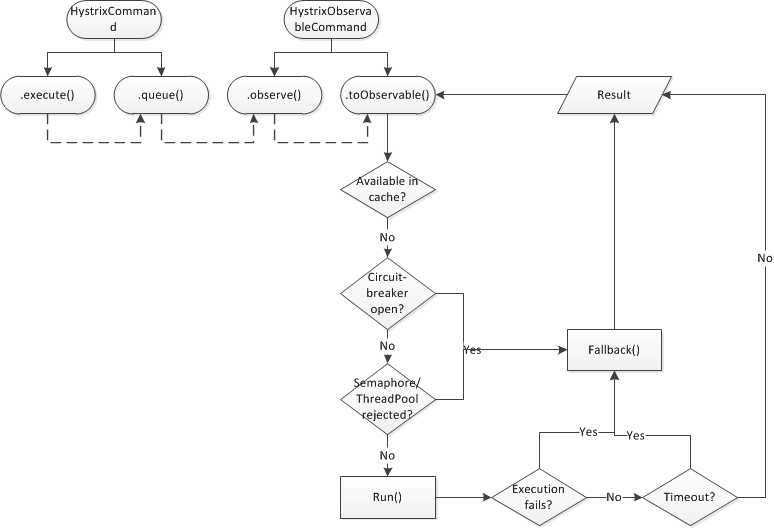 HystrixComman
d
HystrixObserva
bleCommand
.execute()
.queue()
.observe()
.toObservable()
Result
Available in
cache?
No
Circuit-
breaker
open?
No
No
Yes
Fallback()
Semaphore/
ThreadPool
rejected?
Yes
Yes
No
Run()
Execution
fails?
No
Timeout?